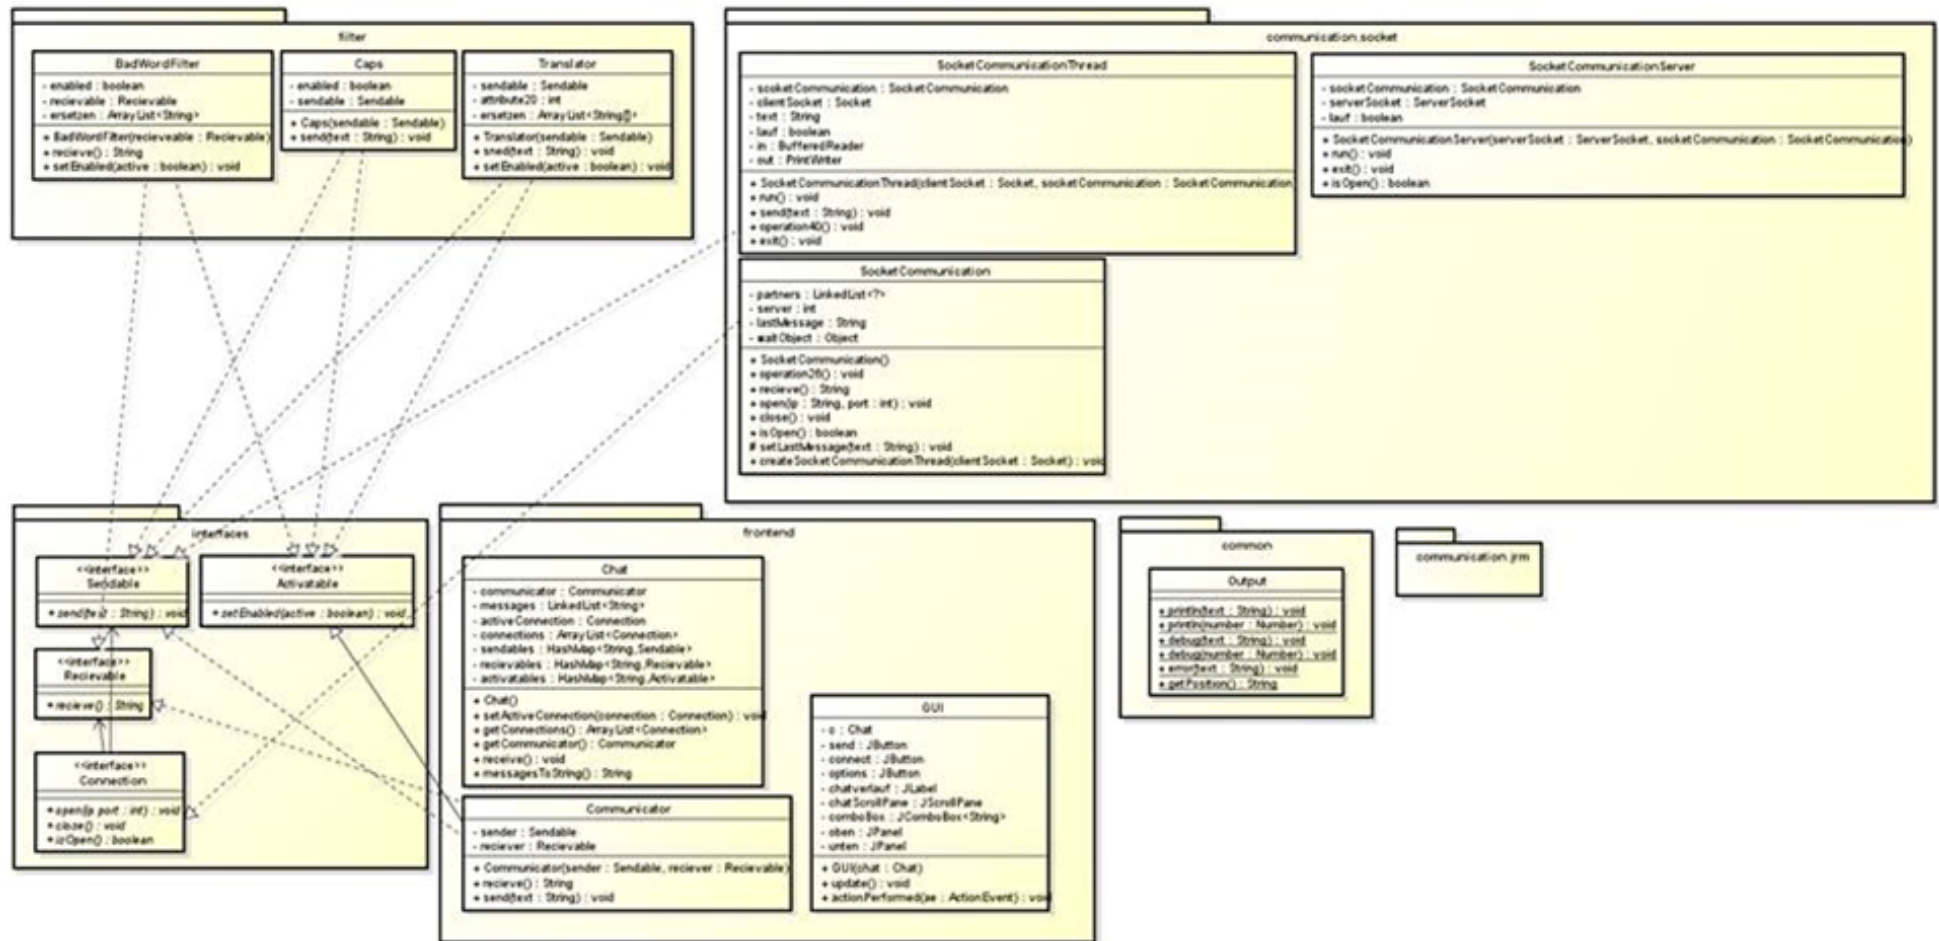 filter
BadWordFilter
- enabled : boolean
- recievable : Recievable
- ersetzen : ArrayList<String>
+ BadWordFilter(recieveable : Recievable)
+ recieve() : String
+ setEnabled(active : boolean) : void
Caps
- enabled : boolean
- sendable : Sendable
+ Caps(sendable : Sendable)
+ send(text : String) : void
Translator
- sendable : Sendable
- attribute20 : int
- ersetzen : ArrayList<String[]>
+ Translator(sendable : Sendable)
+ sned(text : String) : void
+ setEnabled(active : boolean) : void
communication.socket
SocketCommunicationThread
- scoketCommunication : SocketCommunication
- clientSocket : Socket
- text : String
- lauf : boolean
- in : BufferedReader
- out : PrintWriter
+ SocketCommunicationThread(clientSocket : Socket, socketCommunication : SocketCommunication
+ run() : void
+ send(text : String) : void
+ operation40() : void
+ exit() : void
SocketCommunicationServer
- socketCommunication : SocketCommunication
- serverSocket : ServerSocket
- lauf : boolean
+ SocketCommunicationServer(serverSocket : ServerSocket, socketCommunication : SocketCommunication)
+ run() : void
+ exit() : void
+ isOpen() : boolean
SocketCommunication
- partners : LinkedList<?>
- server : int
- lastMessage : String
- waitObject : Object
+ SocketCommunication()
+ operation26() : void
+ recieve() : String
+ open(ip : String, port : int) : void
+ close() : void
+ isOpen() : boolean
# setLastMessage(text : String) : void
+ createSocketCommunicationThread(clientSocket : Socket) : void
interfaces
<<interface>>
Sendable
+ send(text : String) : void
<<interface>>
Activatable
+ setEnabled(active : boolean) : void
<<interface>>
Recievable
+ recieve() : String
<<interface>>
Connection
+ open(ip port : int) : void
+ close() : void
+ isOpen() : boolean
frontend
Chat
- communicator : Communicator
- messages : LinkedList<String>
- activeConnection : Connection
- connections : ArrayList<Connection>
- sendables : HashMap<String,Sendable>
- recievables : HashMap<String,Recievable>
- activatables : HashMap<String,Activatable>
+ Chat()
+ setActiveConnection(connection : Connection) : void
+ getConnections() : ArrayList<Connection>
+ getCommunicator() : Communicator
+ receive() : void
+ messagesToString() : String
Communicator
- sender : Sendable
- reciever : Recievable
+ Communicator(sender : Sendable, reciever : Recievable)
+ recieve() : String
+ send(text : String) : void
GUI
- c : Chat
- send : JButton
- connect : JButton
- options : JButton
- chatverlauf : JLabel
- chatScrollPane : JScrollPane
- comboBox : JComboBox<String>
- oben : JPanel
- unten : JPanel
+ GUI(chat : Chat)
+ update() : void
+ actionPerformed(ae : ActionEvent) : void
common
Output
+ println(text : String) : void
+ println(number : Number) : void
+ debug(text : String) : void
+ debug(number : Number) : void
+ error(text : String) : void
+ getPosition() : String
communication.jrm